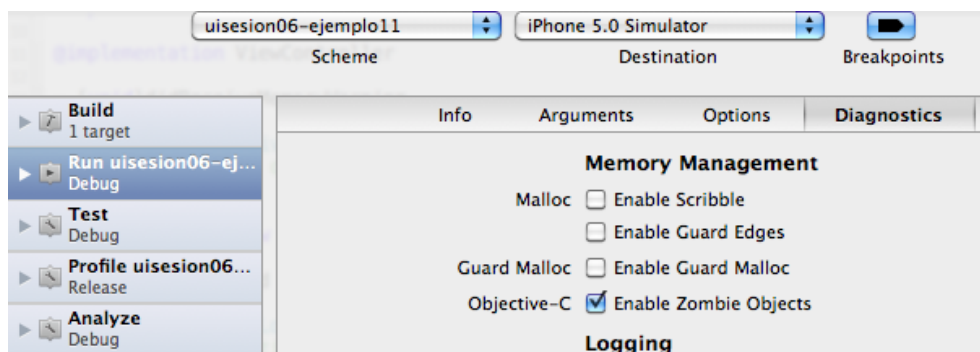 uisesion06-ejemplo11
iPhone 5.0 Simulator
@implementation ViewController
Scheme
Destination
Breakpoints
Build
1 target
Info
Arguments
Options
Diagnostics
Run uisesion06-ej...
Debug
Memory Management
Malloc
Enable Scribble
Test
Debug
Enable Guard Edges
Profile uisesion06...
Release
Guard Malloc
Enable Guard Malloc
Objective-C
Enable Zombie Objects
Analyze
Debug
Logging